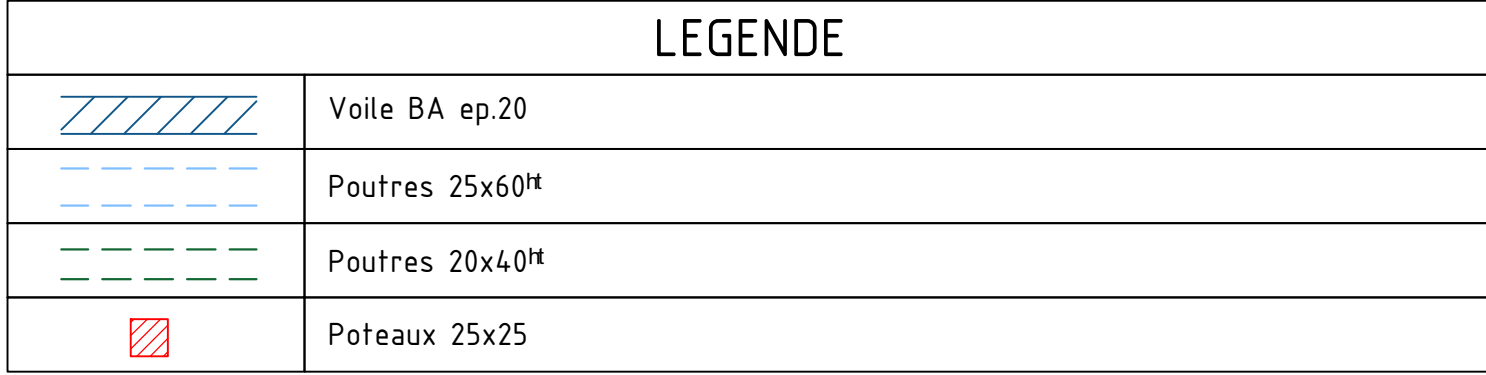 LEGENDE
Voile BA ep.20
Poutres 25x60ht
Poutres 20x40ht
Poteaux 25x25